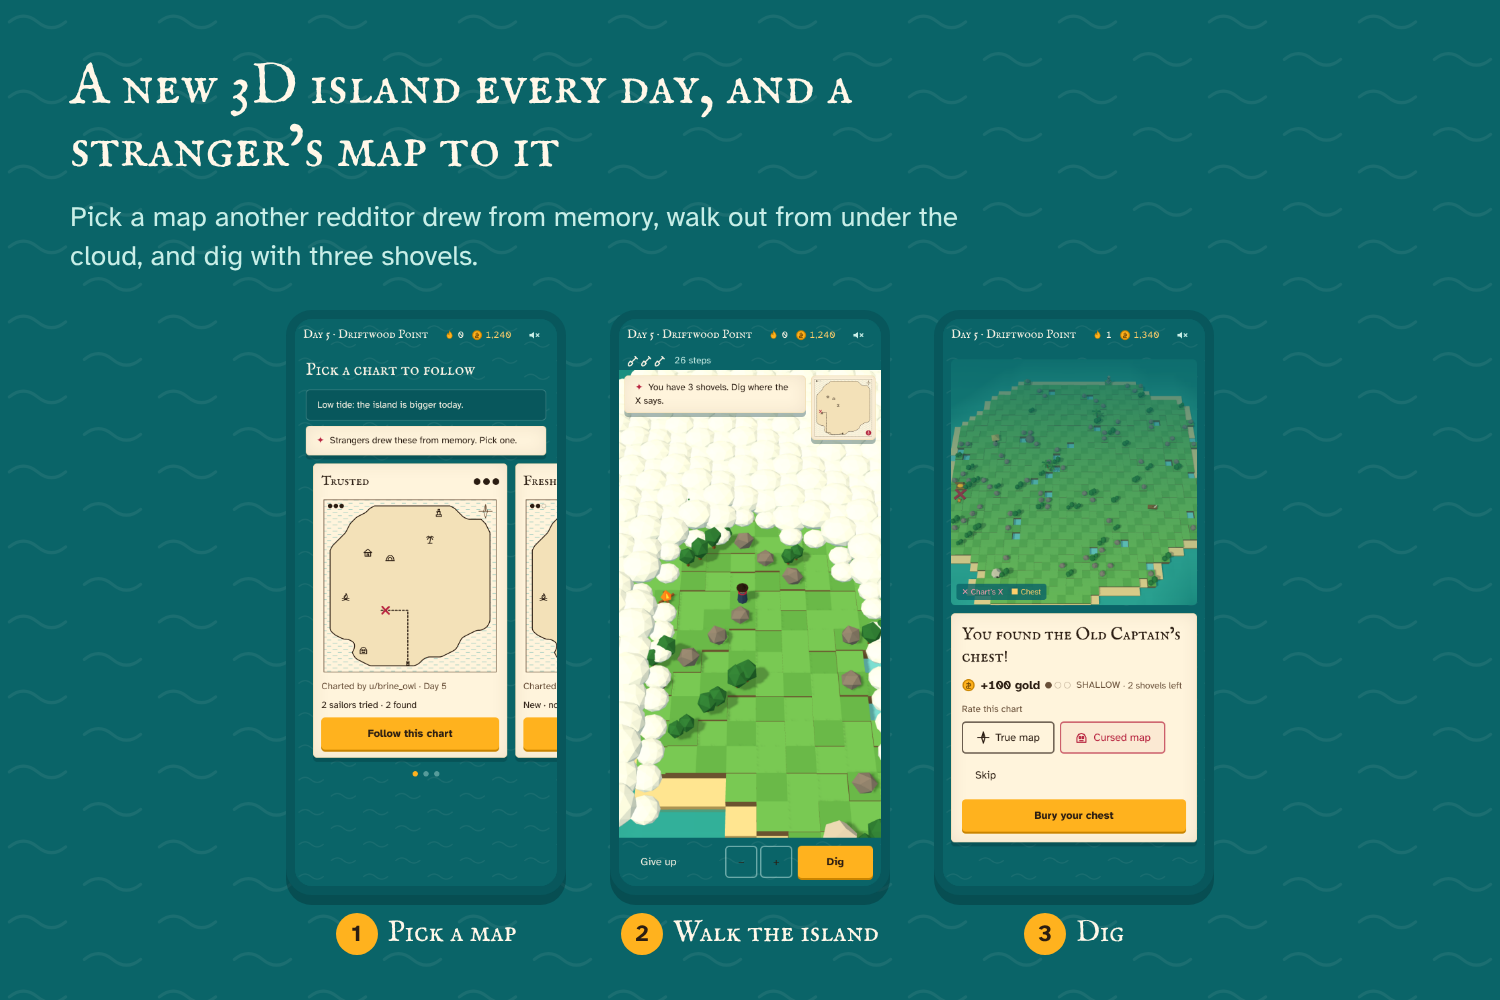 A new 3D island every day, and a
stranger's map to it
Pick a map another redditor drew from memory, walk out from under the
cloud, and dig with three shovels.
Day 5 · Driftwood Point 0 1,240
Pick a chart to follow
Low tide: the island is bigger today.
Strangers drew these from memory. Pick one.
Trusted
Fresh
Charted by u/brine_owl · Day 5
Charted
2 sailors tried · 2 found
New · no
Follow this chart
1 Pick a map
Day 5 · Driftwood Point 0 1,240
26 steps
You have 3 shovels. Dig where the
X says.
Give up - + Dig
2 Walk the island
Day 5 · Driftwood Point 1 1,340
X Chart's X Chest
You found the Old Captain's
chest!
+100 gold SHALLOW · 2 shovels left
Rate this chart
True map Cursed map
Skip
Bury your chest
3 Dig